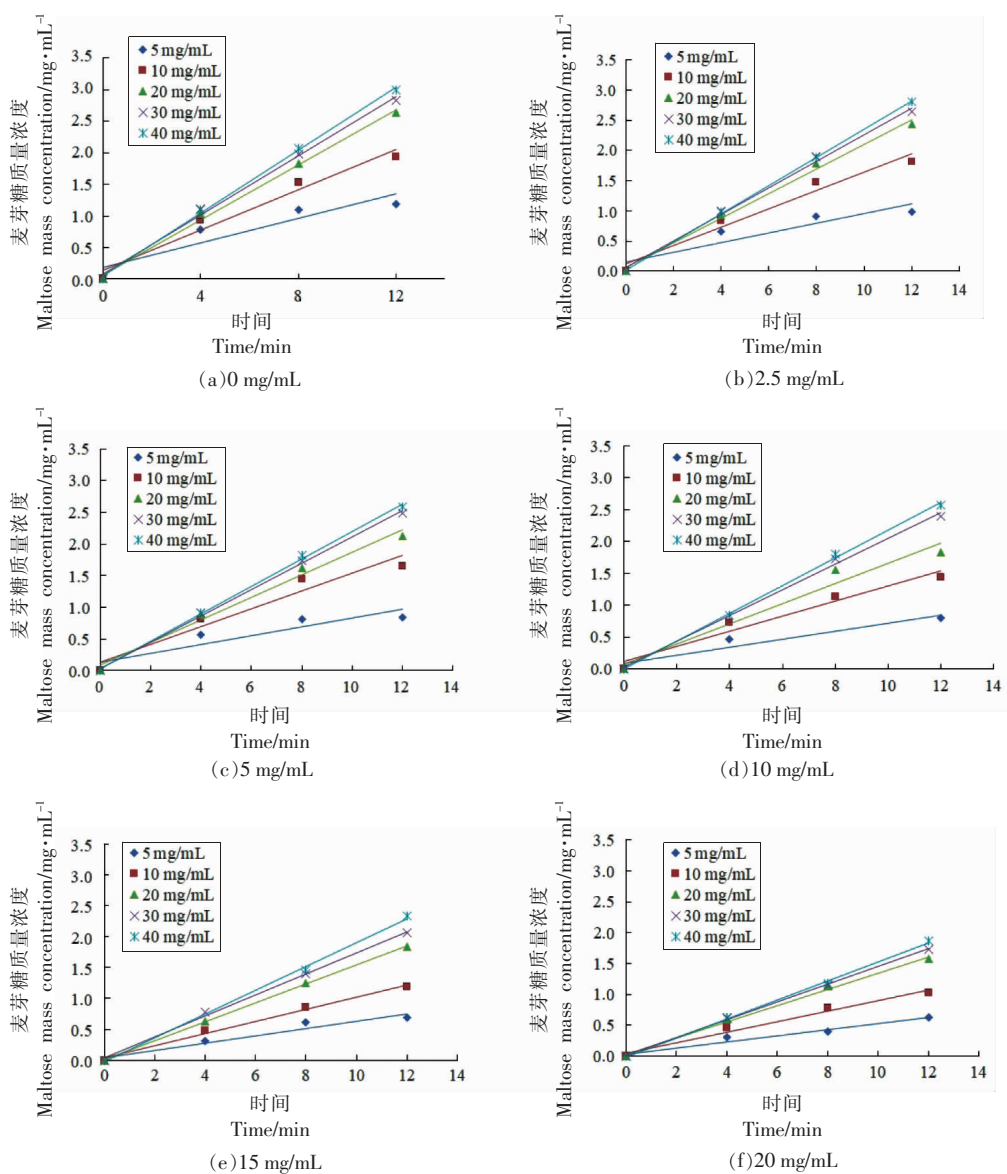 麦芽糖质量浓度
Maltose mass concentration/mg·mL⁻¹
3.5
3.0
2.5
2.0
1.5
1.0
0.5
0.0
5 mg/mL
10 mg/mL
20 mg/mL
30 mg/mL
40 mg/mL
0 4 8 12
时间
Time/min
(a)0 mg/mL
麦芽糖质量浓度
Maltose mass concentration/mg·mL⁻¹
3.5
3.0
2.5
2.0
1.5
1.0
0.5
0.0
5 mg/mL
10 mg/mL
20 mg/mL
30 mg/mL
40 mg/mL
0 2 4 6 8 10 12 14
时间
Time/min
(b)2.5 mg/mL
麦芽糖质量浓度
Maltose mass concentration/mg·mL⁻¹
3.5
3.0
2.5
2.0
1.5
1.0
0.5
0.0
5 mg/mL
10 mg/mL
20 mg/mL
30 mg/mL
40 mg/mL
0 2 4 6 8 10 12 14
时间
Time/min
(c)5 mg/mL
麦芽糖质量浓度
Maltose mass concentration/mg·mL⁻¹
3.5
3.0
2.5
2.0
1.5
1.0
0.5
0.0
5 mg/mL
10 mg/mL
20 mg/mL
30 mg/mL
40 mg/mL
0 2 4 6 8 10 12 14
时间
Time/min
(d)10 mg/mL
麦芽糖质量浓度
Maltose mass concentration/mg·mL⁻¹
3.5
3.0
2.5
2.0
1.5
1.0
0.5
0.0
5 mg/mL
10 mg/mL
20 mg/mL
30 mg/mL
40 mg/mL
0 2 4 6 8 10 12 14
时间
Time/min
(e)15 mg/mL
麦芽糖质量浓度
Maltose mass concentration/mg·mL⁻¹
3.5
3.0
2.5
2.0
1.5
1.0
0.5
0.0
5 mg/mL
10 mg/mL
20 mg/mL
30 mg/mL
40 mg/mL
0 2 4 6 8 10 12 14
时间
Time/min
(f)20 mg/mL